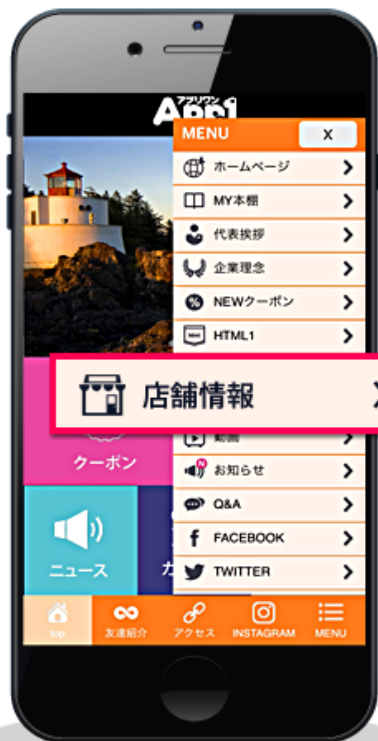 アプリワン
App1
MENU
X
ホームページ
MY本棚
代表挨拶
企業理念
NEWクーポン
HTML1
店舗情報
動画
お知らせ
Q&A
FACEBOOK
TWITTER
クーポン
ニュース
カ
top
友達紹介
アクセス
INSTAGRAM
MENU